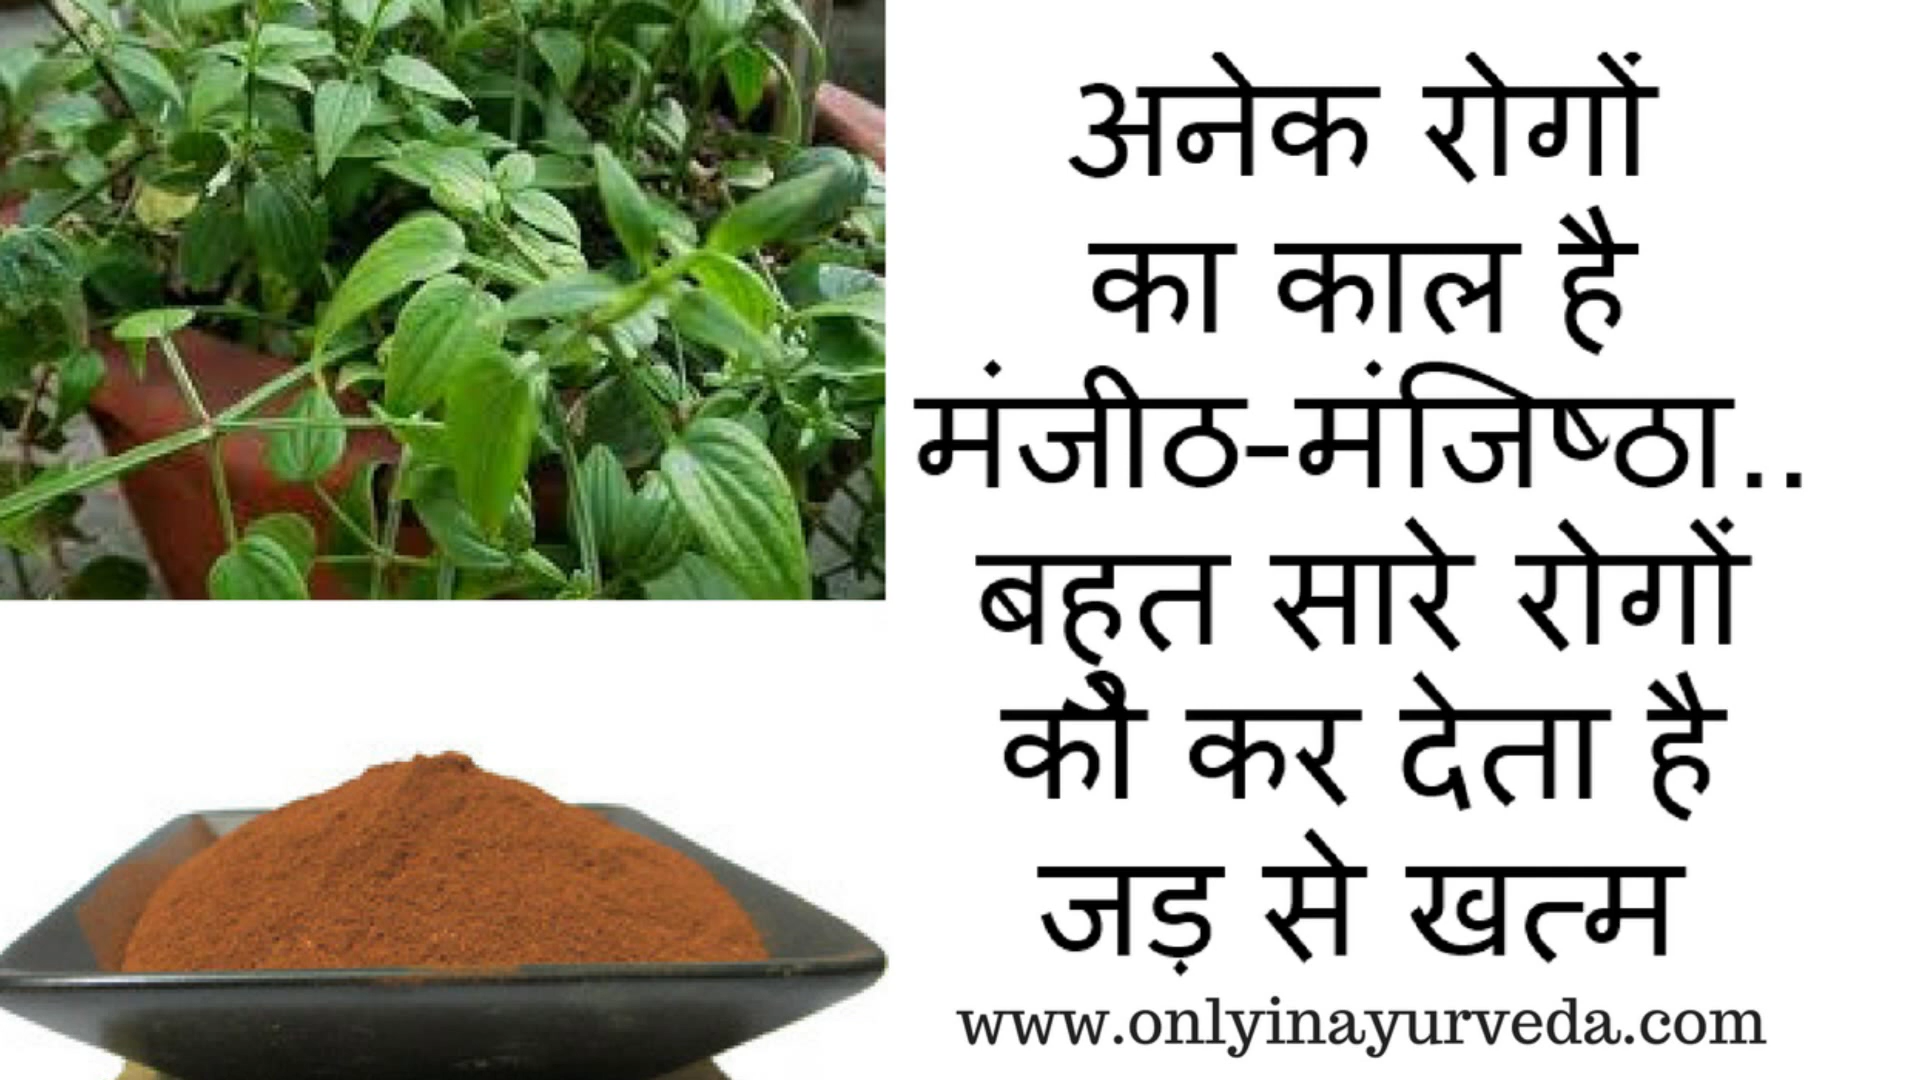 अनेक रोगों
का काल है
मंजीठ-मंजिष्ठा..
बहुत सारे रोगों
को कर देता है
जड़ से खत्म
www.onlyinayurveda.com